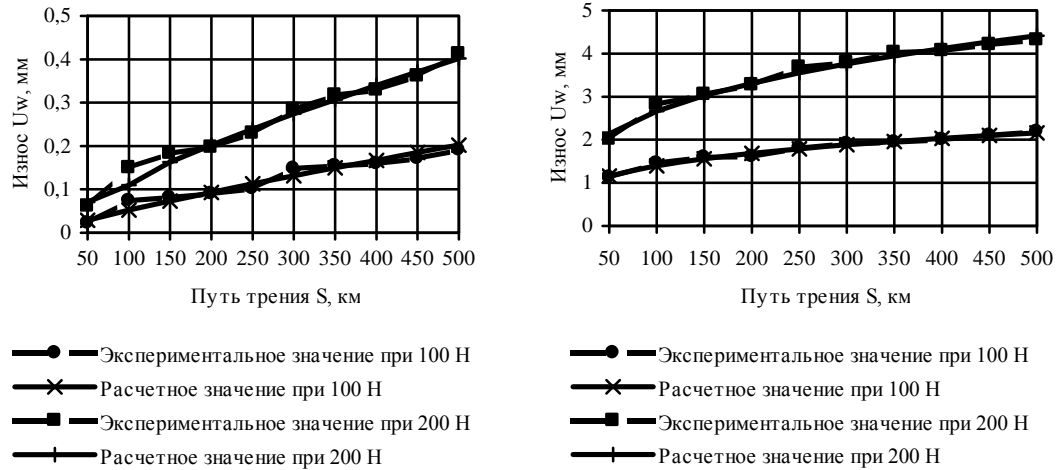 0,5
0,4
0,3
0,2
0,1
0
Износ Uw, мм
50 100 150 200 250 300 350 400 450 500
Путь трения S, км
Экспериментальное значение при 100 Н
Расчетное значение при 100 Н
Экспериментальное значение при 200 Н
Расчетное значение при 200 Н
5
4
3
2
1
0
Износ Uw, мм
50 100 150 200 250 300 350 400 450 500
Путь трения S, км
Экспериментальное значение при 100 Н
Расчетное значение при 100 Н
Экспериментальное значение при 200 Н
Расчетное значение при 200 Н